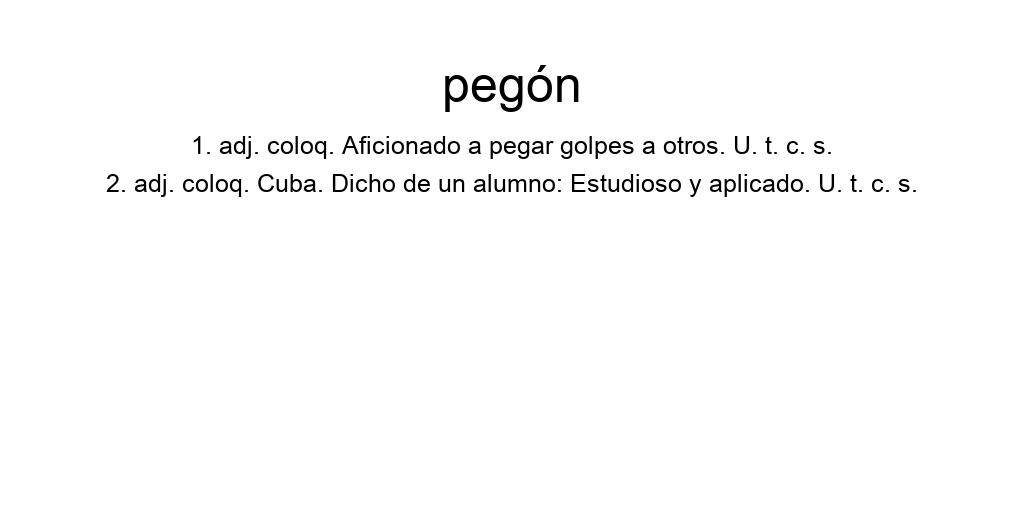 pegón
1. adj. coloq. Aficionado a pegar golpes a otros. U. t. c. s.
2. adj. coloq. Cuba. Dicho de un alumno: Estudioso y aplicado. U. t. c. s.